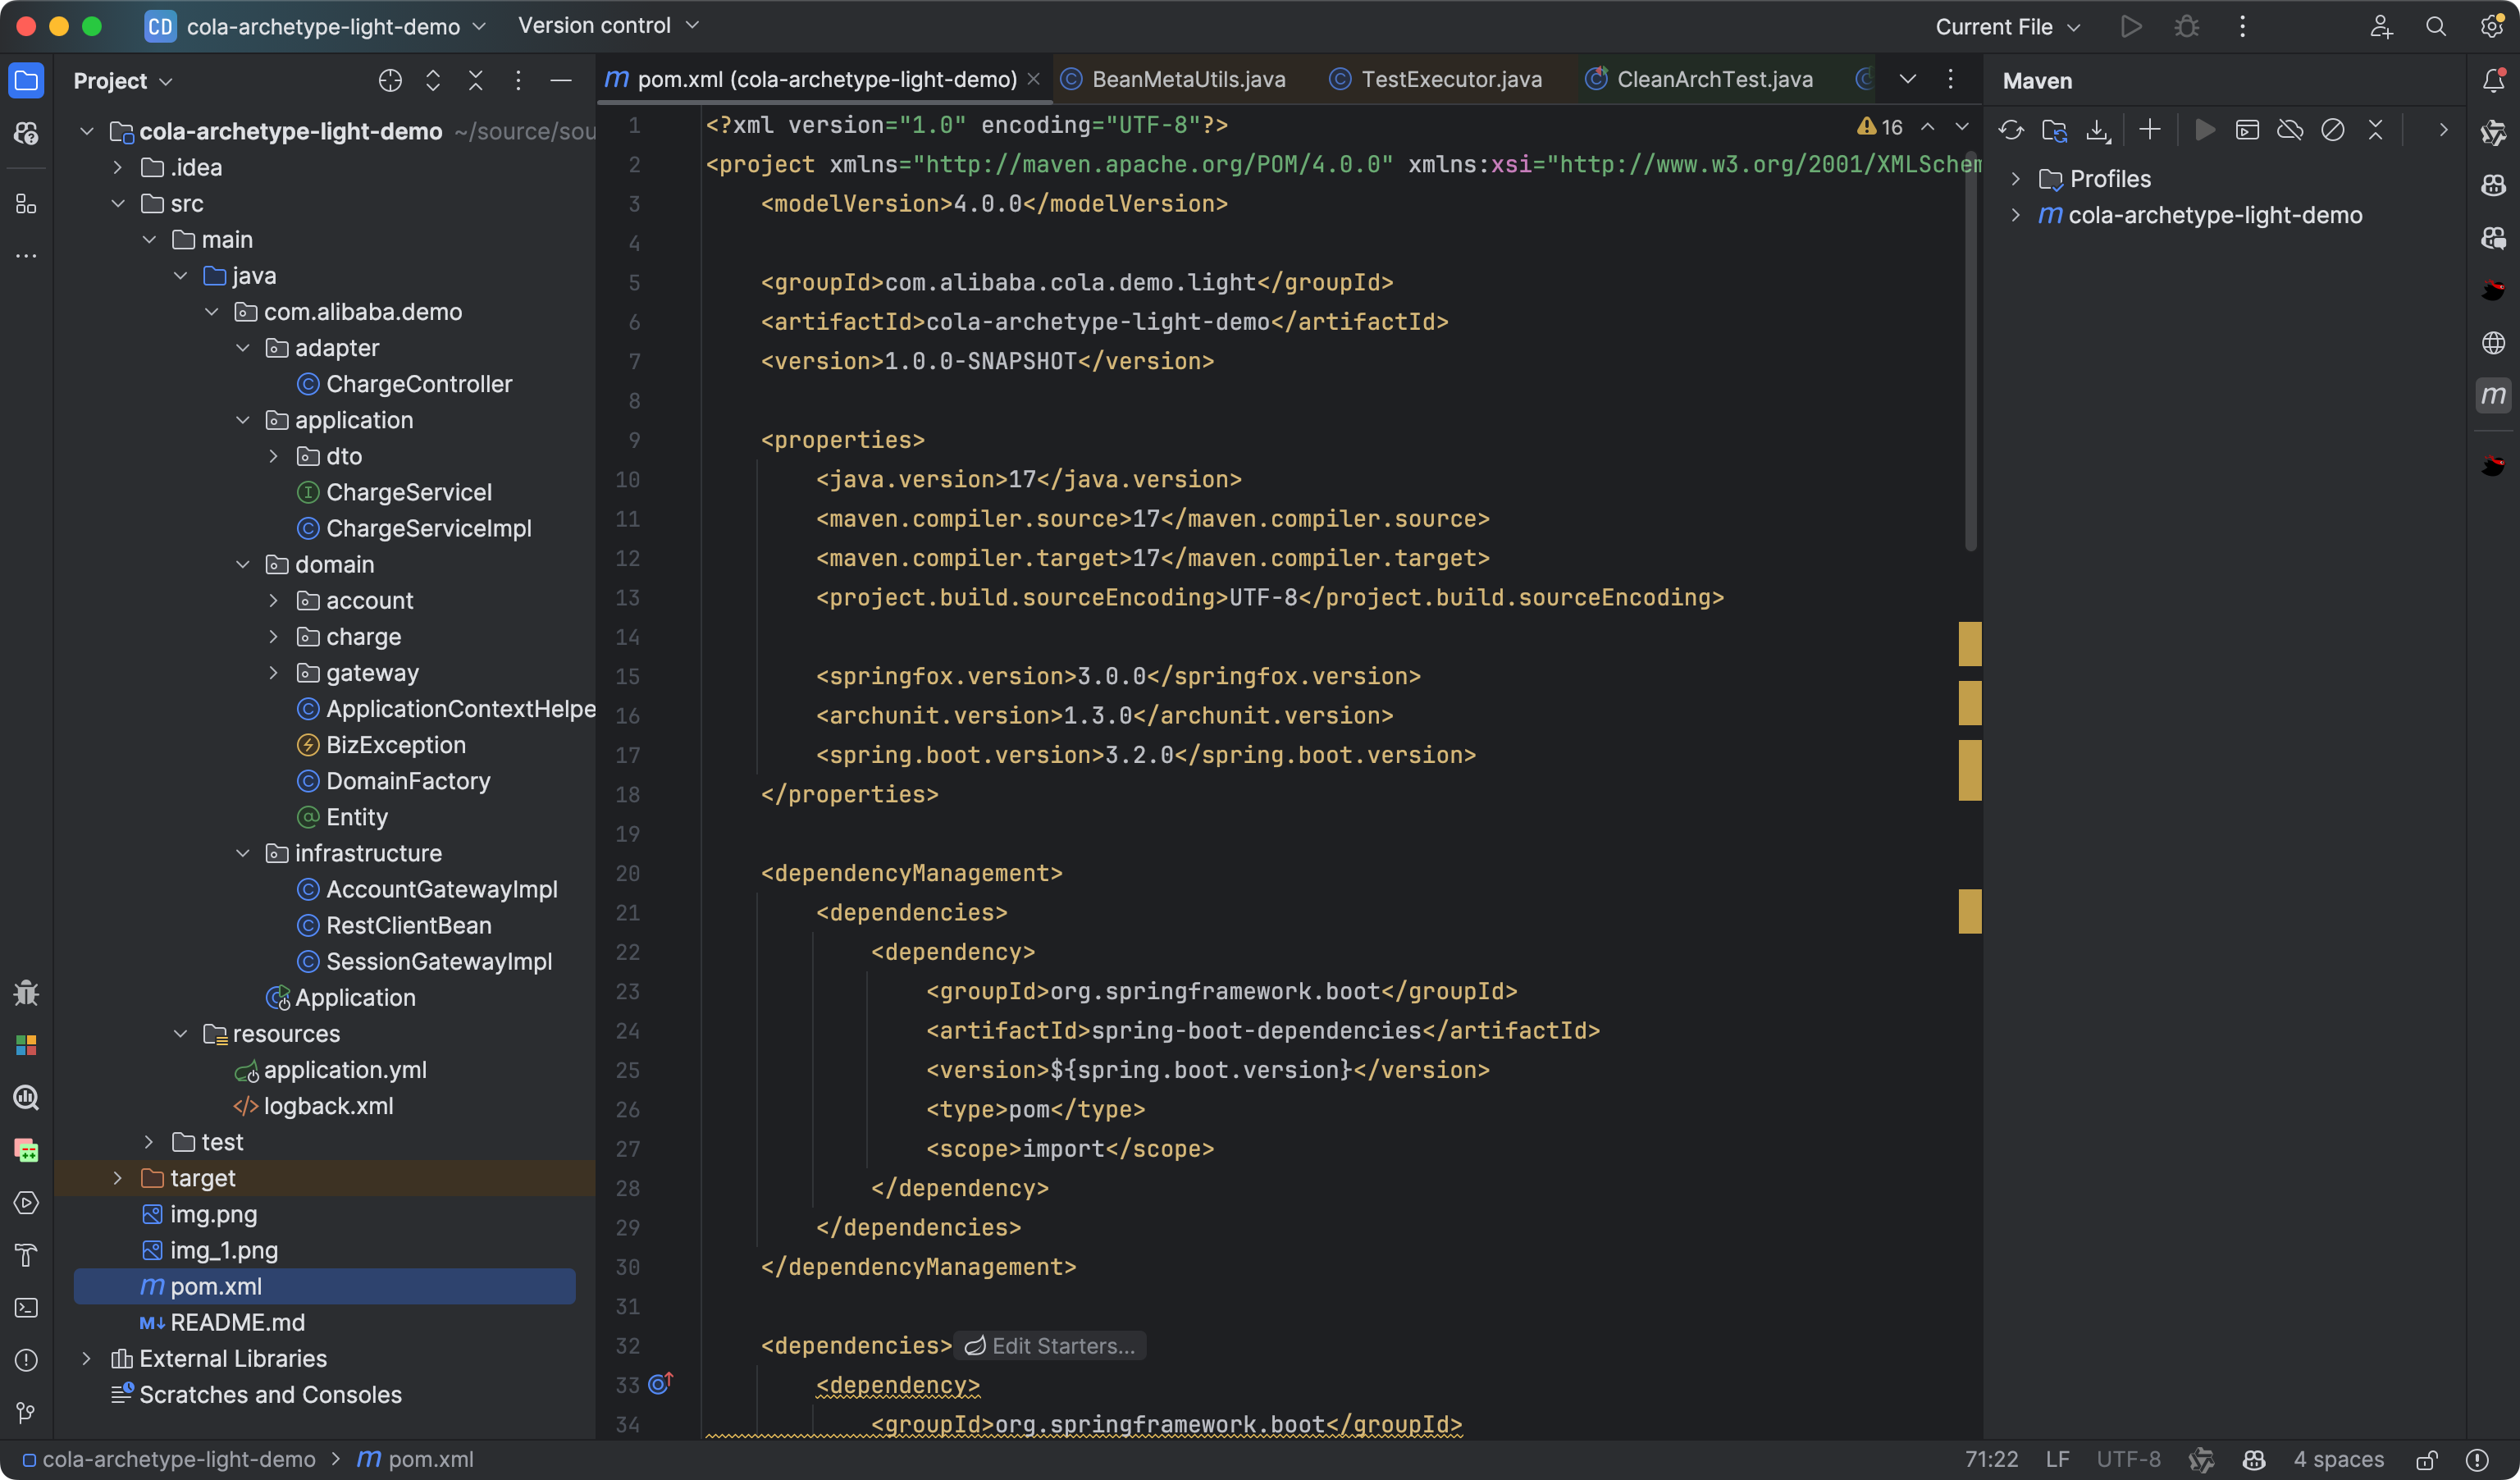 CD cola-archetype-light-demo Version control Current File
Project
pom.xml (cola-archetype-light-demo) BeanMetaUtils.java TestExecutor.java CleanArchTest.java
Maven
cola-archetype-light-demo ~/source/sou
.idea
src
main
java
com.alibaba.demo
adapter
ChargeController
application
dto
ChargeServiceI
ChargeServiceImpl
domain
account
charge
gateway
ApplicationContextHelpe
BizException
DomainFactory
Entity
infrastructure
AccountGatewayImpl
RestClientBean
SessionGatewayImpl
Application
resources
application.yml
logback.xml
test
target
img.png
img_1.png
pom.xml
README.md
External Libraries
Scratches and Consoles
1 <?xml version="1.0" encoding="UTF-8"?>
16
2 <project xmlns="http://maven.apache.org/POM/4.0.0" xmlns:xsi="http://www.w3.org/2001/XMLSchem
3 <modelVersion>4.0.0</modelVersion>
4
5 <groupId>com.alibaba.cola.demo.light</groupId>
6 <artifactId>cola-archetype-light-demo</artifactId>
7 <version>1.0.0-SNAPSHOT</version>
8
9 <properties>
10 <java.version>17</java.version>
11 <maven.compiler.source>17</maven.compiler.source>
12 <maven.compiler.target>17</maven.compiler.target>
13 <project.build.sourceEncoding>UTF-8</project.build.sourceEncoding>
14
15 <springfox.version>3.0.0</springfox.version>
16 <archunit.version>1.3.0</archunit.version>
17 <spring.boot.version>3.2.0</spring.boot.version>
18 </properties>
19
20 <dependencyManagement>
21 <dependencies>
22 <dependency>
23 <groupId>org.springframework.boot</groupId>
24 <artifactId>spring-boot-dependencies</artifactId>
25 <version>${spring.boot.version}</version>
26 <type>pom</type>
27 <scope>import</scope>
28 </dependency>
29 </dependencies>
30 </dependencyManagement>
31
32 <dependencies> Edit Starters...
33 <dependency>
34 <groupId>org.springframework.boot</groupId>
Profiles
cola-archetype-light-demo
cola-archetype-light-demo > pom.xml
71:22 LF UTF-8 4 spaces